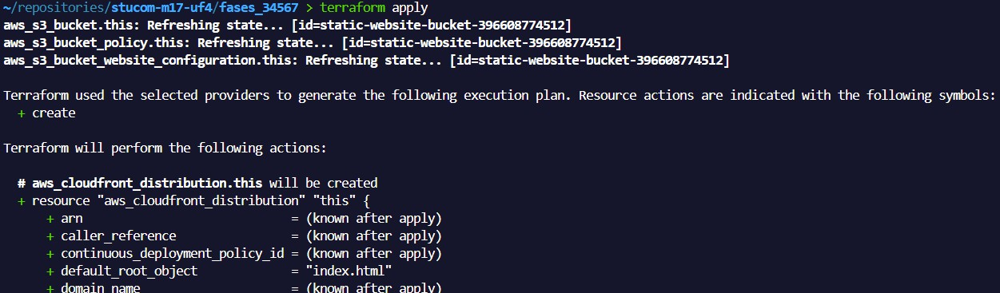 ~/repositories/stucom-m17-uf4/fases_34567 > terraform apply
aws_s3_bucket.this: Refreshing state... [id=static-website-bucket-396608774512]
aws_s3_bucket_policy.this: Refreshing state... [id=static-website-bucket-396608774512]
aws_s3_bucket_website_configuration.this: Refreshing state... [id=static-website-bucket-396608774512]
Terraform used the selected providers to generate the following execution plan. Resource actions are indicated with the following symbols:
+ create
Terraform will perform the following actions:
# aws_cloudfront_distribution.this will be created
+ resource "aws_cloudfront_distribution" "this" {
+ arn = (known after apply)
+ caller_reference = (known after apply)
+ continuous_deployment_policy_id = (known after apply)
+ default_root_object = "index.html"
+ domain_name = (known after apply)